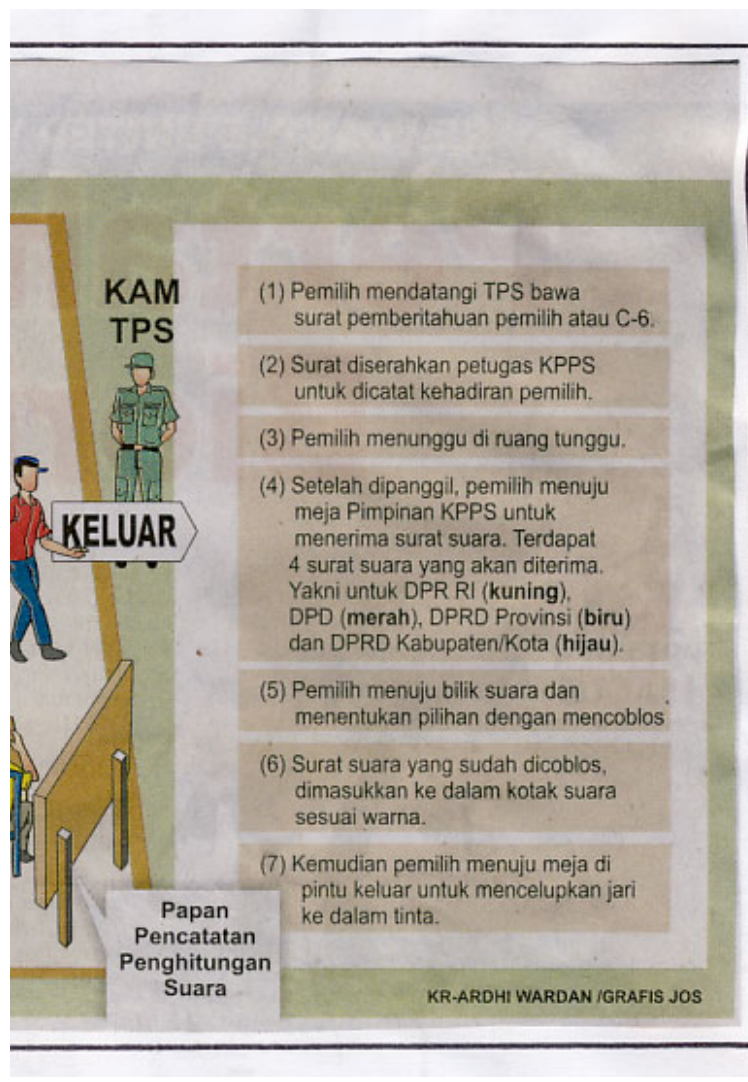 KAM
TPS
KELUAR
(1) Pemilih mendatangi TPS bawa
surat pemberitahuan pemilih atau C-6.
(2) Surat diserahkan petugas KPPS
untuk dicatat kehadiran pemilih.
(3) Pemilih menunggu di ruang tunggu.
(4) Setelah dipanggil, pemilih menuju
meja Pimpinan KPPS untuk
menerima surat suara. Terdapat
4 surat suara yang akan diterima.
Yakni untuk DPR RI (kuning),
DPD (merah), DPRD Provinsi (biru)
dan DPRD Kabupaten/Kota (hijau).
(5) Pemilih menuju bilik suara dan
menentukan pilihan dengan mencoblos
(6) Surat suara yang sudah dicoblos,
dimasukkan ke dalam kotak suara
sesuai warna.
(7) Kemudian pemilih menuju meja di
pintu keluar untuk mencelupkan jari
ke dalam tinta.
Papan
Pencatatan
Penghitungan
Suara
KR-ARDHI WARDAN /GRAFIS JOS